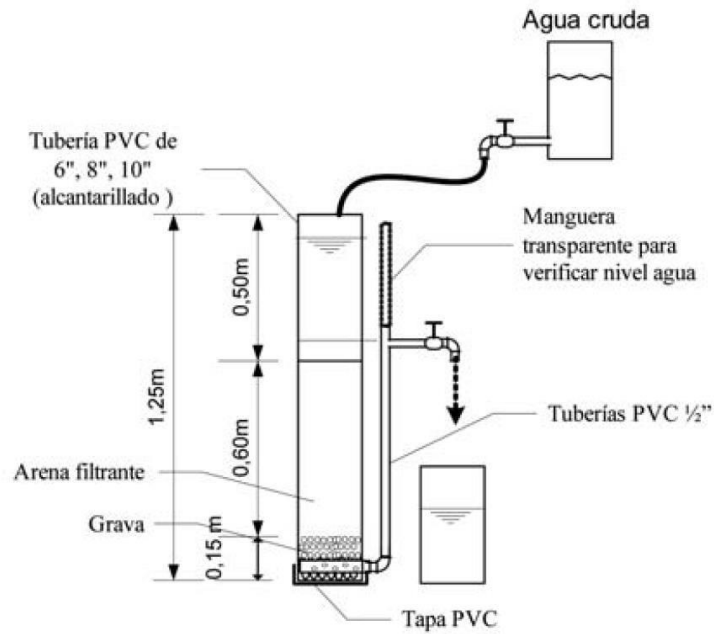 Agua cruda
Tubería PVC de
6", 8", 10"
(alcantarillado )
Manguera
transparente para
verificar nivel agua
0,50m
1,25m
0,60m
Tuberías PVC ½”
Arena filtrante
Grava
0,15 m
Tapa PVC